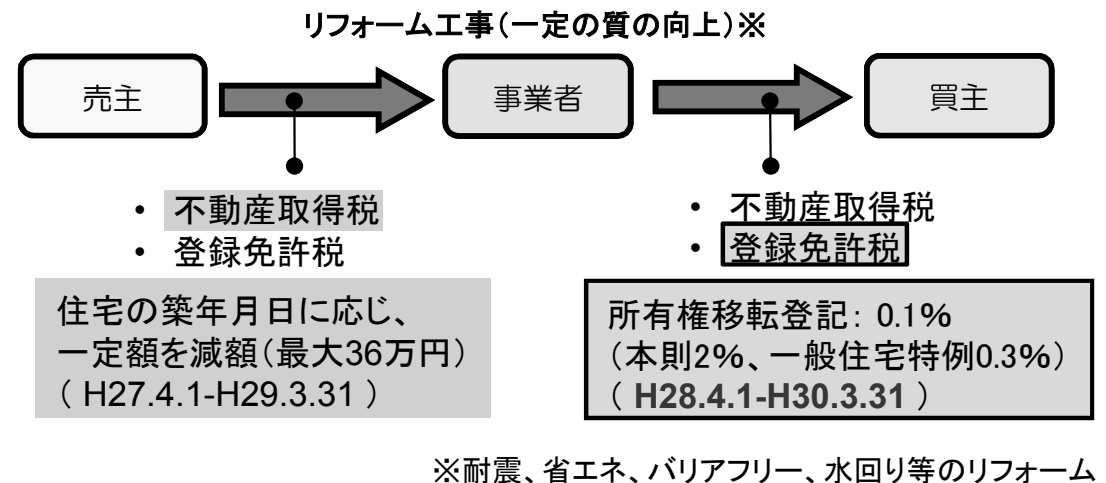 リフォーム工事（一定の質の向上）※
売主
事業者
買主
・ 不動産取得税
・ 登録免許税
住宅の築年月日に応じ、
一定額を減額（最大36万円）
（ H27.4.1-H29.3.31 ）
・ 不動産取得税
・ 登録免許税
所有権移転登記： 0.1%
（本則2%、一般住宅特例0.3%）
（ H28.4.1-H30.3.31 ）
※耐震、省エネ、バリアフリー、水回り等のリフォーム